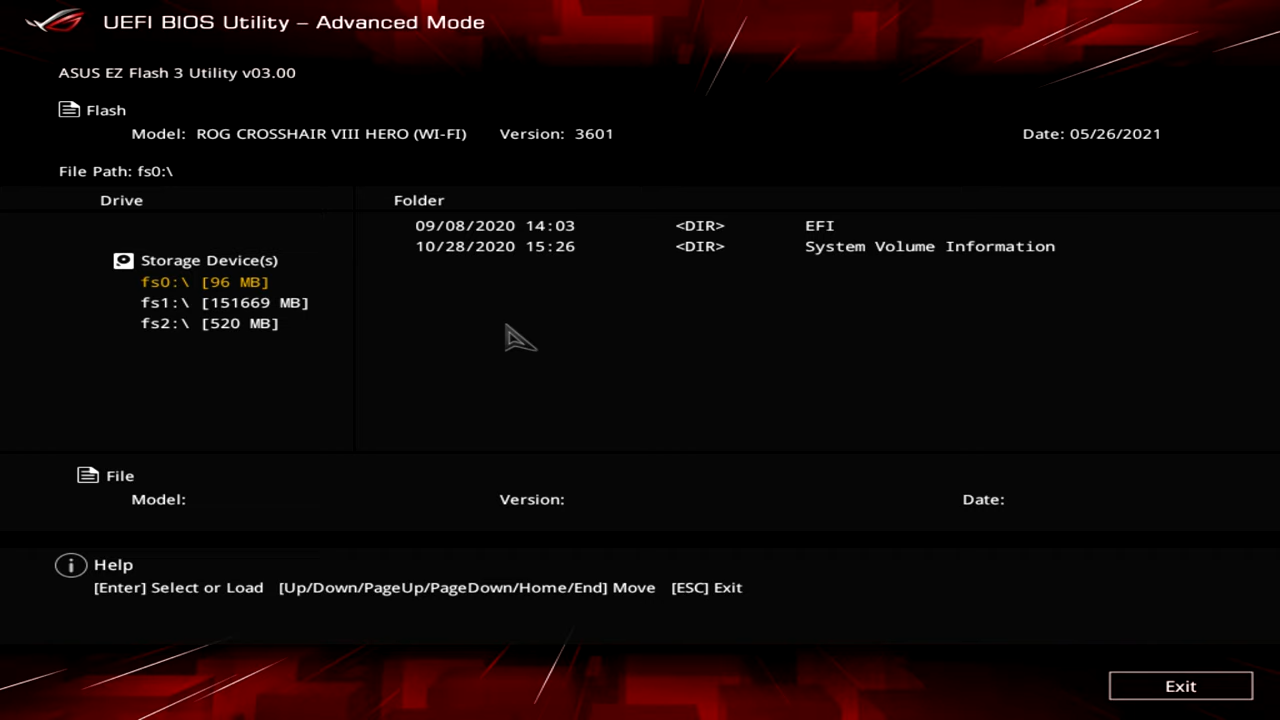 UEFI BIOS Utility – Advanced Mode
ASUS EZ Flash 3 Utility v03.00
Flash
Model: ROG CROSSHAIR VIII HERO (WI-FI) Version: 3601 Date: 05/26/2021
File Path: fs0:\
Drive Folder
09/08/2020 14:03 <DIR> EFI
10/28/2020 15:26 <DIR> System Volume Information
Storage Device(s)
fs0:\ [96 MB]
fs1:\ [151669 MB]
fs2:\ [520 MB]
File
Model: Version: Date:
Help
[Enter] Select or Load [Up/Down/PageUp/PageDown/Home/End] Move [ESC] Exit
Exit